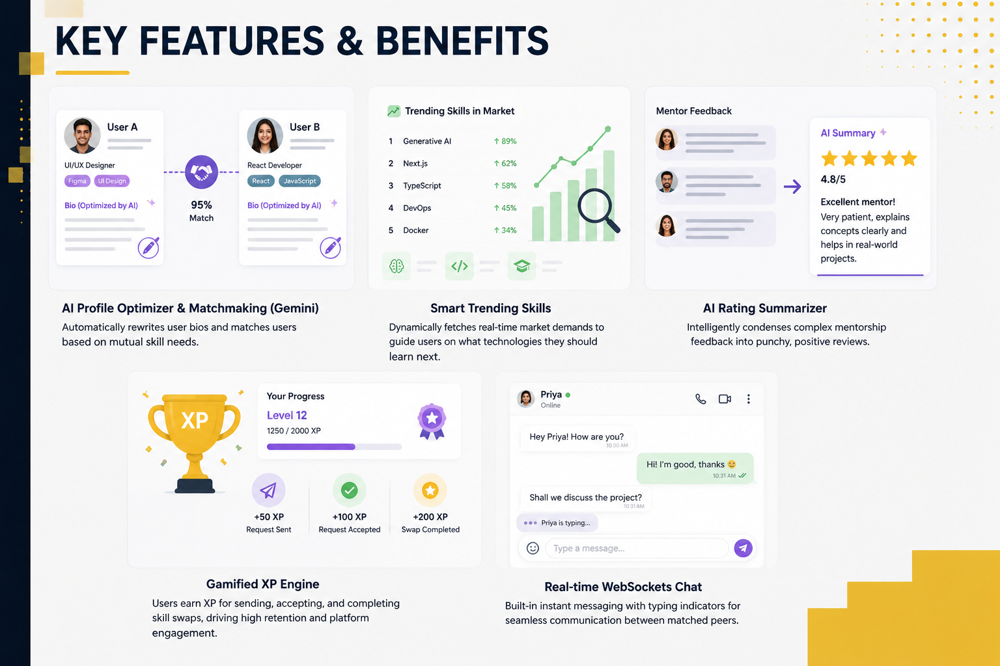 KEY FEATURES & BENEFITS
User A
UI/UX Designer
Figma
UI Design
Bio (Optimized by AI)
95%
Match
User B
React Developer
React
JavaScript
Bio (Optimized by AI)
AI Profile Optimizer & Matchmaking (Gemini)
Automatically rewrites user bios and matches users
based on mutual skill needs.
Trending Skills in Market
1 Generative AI ↑ 89%
2 Next.js ↑ 62%
3 TypeScript ↑ 58%
4 DevOps ↑ 45%
5 Docker ↑ 34%
</>
Smart Trending Skills
Dynamically fetches real-time market demands to
guide users on what technologies they should
learn next.
Mentor Feedback
AI Summary
4.8/5
Excellent mentor!
Very patient, explains
concepts clearly and
helps in real-world
projects.
AI Rating Summarizer
Intelligently condenses complex mentorship
feedback into punchy, positive reviews.
XP
Your Progress
Level 12
1250 / 2000 XP
+50 XP
Request Sent
+100 XP
Request Accepted
+200 XP
Swap Completed
Gamified XP Engine
Users earn XP for sending, accepting, and completing
skill swaps, driving high retention and platform
engagement.
Priya
Online
Hey Priya! How are you?
10:30 AM
Hi! I'm good, thanks 😊
10.31 AM
Shall we discuss the project?
10:31 AM
Priya is typing...
Type a message...
Real-time WebSockets Chat
Built-in instant messaging with typing indicators for
seamless communication between matched peers.